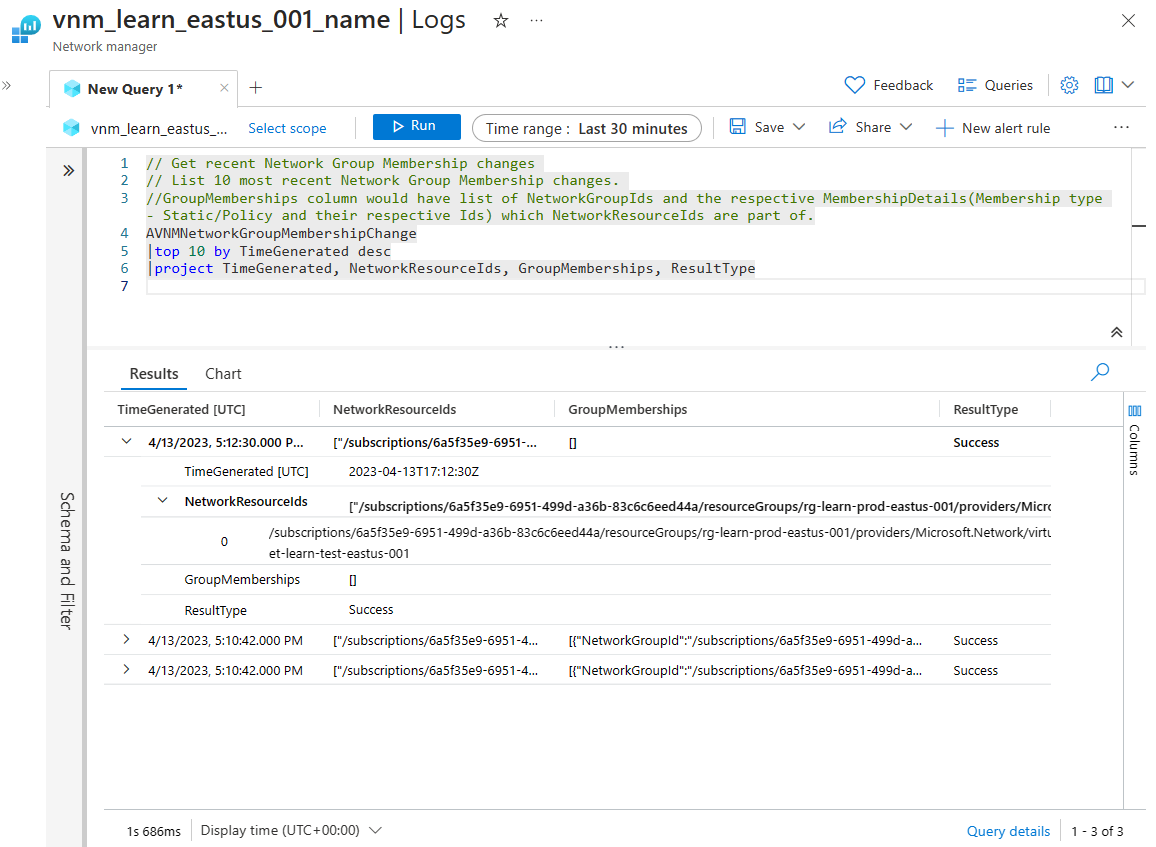 vnm_learn_eastus_001_name | Logs
Network manager
New Query 1*
Feedback
Queries
vnm_learn_eastus_...
Select scope
Run
Time range : Last 30 minutes
Save
Share
New alert rule
1 // Get recent Network Group Membership changes
2 // List 10 most recent Network Group Membership changes.
3 //GroupMemberships column would have list of NetworkGroupIds and the respective MembershipDetails(Membership type
- Static/Policy and their respective Ids) which NetworkResourceIds are part of.
4 AVNMNetworkGroupMembershipChange
5 |top 10 by TimeGenerated desc
6 |project TimeGenerated, NetworkResourceIds, GroupMemberships, ResultType
7
Schema and Filter
Results Chart
TimeGenerated [UTC] NetworkResourceIds GroupMemberships ResultType
Columns
4/13/2023, 5:12:30.000 P... ["/subscriptions/6a5f35e9-6951-... [] Success
TimeGenerated [UTC] 2023-04-13T17:12:30Z
NetworkResourceIds ["/subscriptions/6a5f35e9-6951-499d-a36b-83c6c6eed44a/resourceGroups/rg-learn-prod-eastus-001/providers/Micro
0 /subscriptions/6a5f35e9-6951-499d-a36b-83c6c6eed44a/resourceGroups/rg-learn-prod-eastus-001/providers/Microsoft.Network/virtu
et-learn-test-eastus-001
GroupMemberships []
ResultType Success
4/13/2023, 5:10:42.000 PM ["/subscriptions/6a5f35e9-6951-4... [{"NetworkGroupId":"/subscriptions/6a5f35e9-6951-499d-a... Success
4/13/2023, 5:10:42.000 PM ["/subscriptions/6a5f35e9-6951-4... [{"NetworkGroupId":"/subscriptions/6a5f35e9-6951-499d-a... Success
1s 686ms
Display time (UTC+00:00)
Query details
1 - 3 of 3